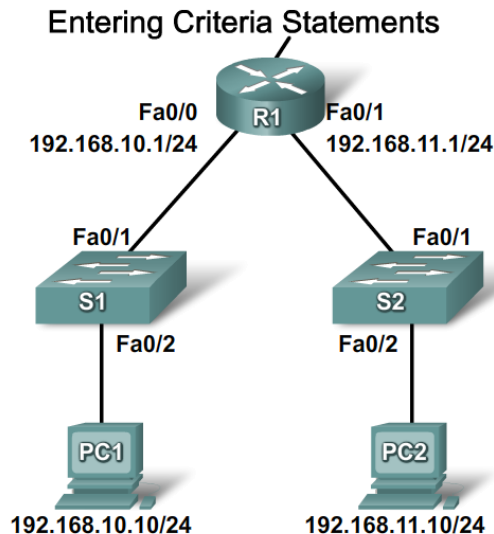 Entering Criteria Statements
Fa0/0
Fa0/1
R1
192.168.10.1/24
192.168.11.1/24
Fa0/1
Fa0/1
S1
S2
Fa0/2
Fa0/2
PC1
PC2
192.168.10.10/24
192.168.11.10/24